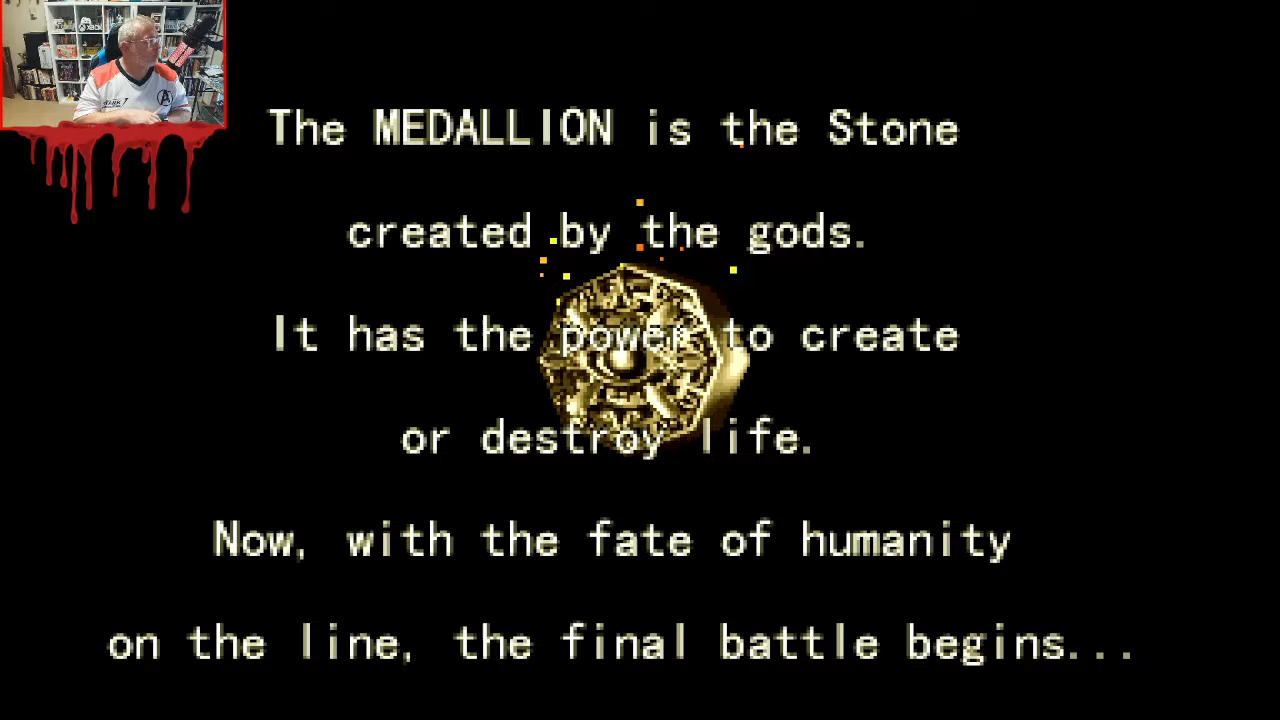 The MEDALLION is the Stone
created by the gods.
It has the power to create
or destroy life.
Now, with the fate of humanity
on the line, the final battle begins...